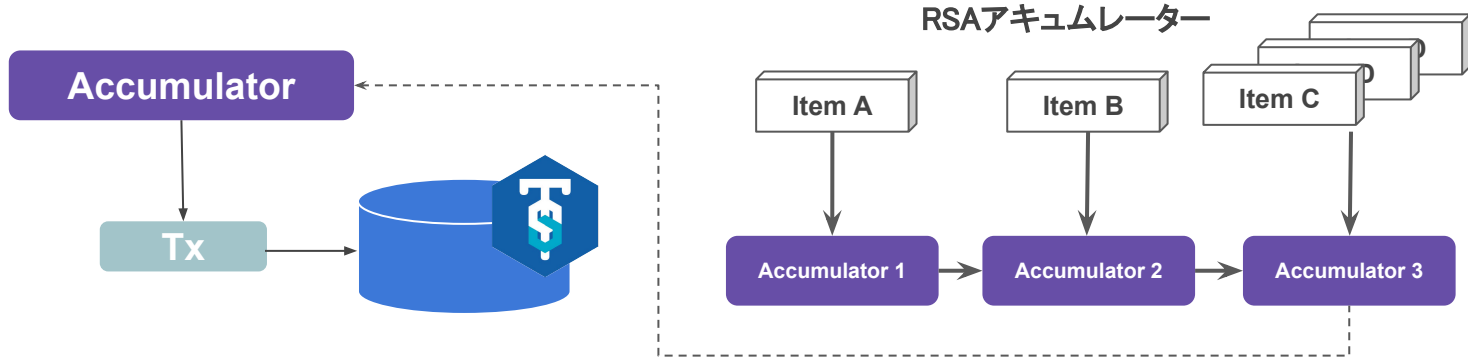 RSAアキュムレーター
Accumulator
Item A
Item B
Item C
Tx
Accumulator 1
Accumulator 2
Accumulator 3